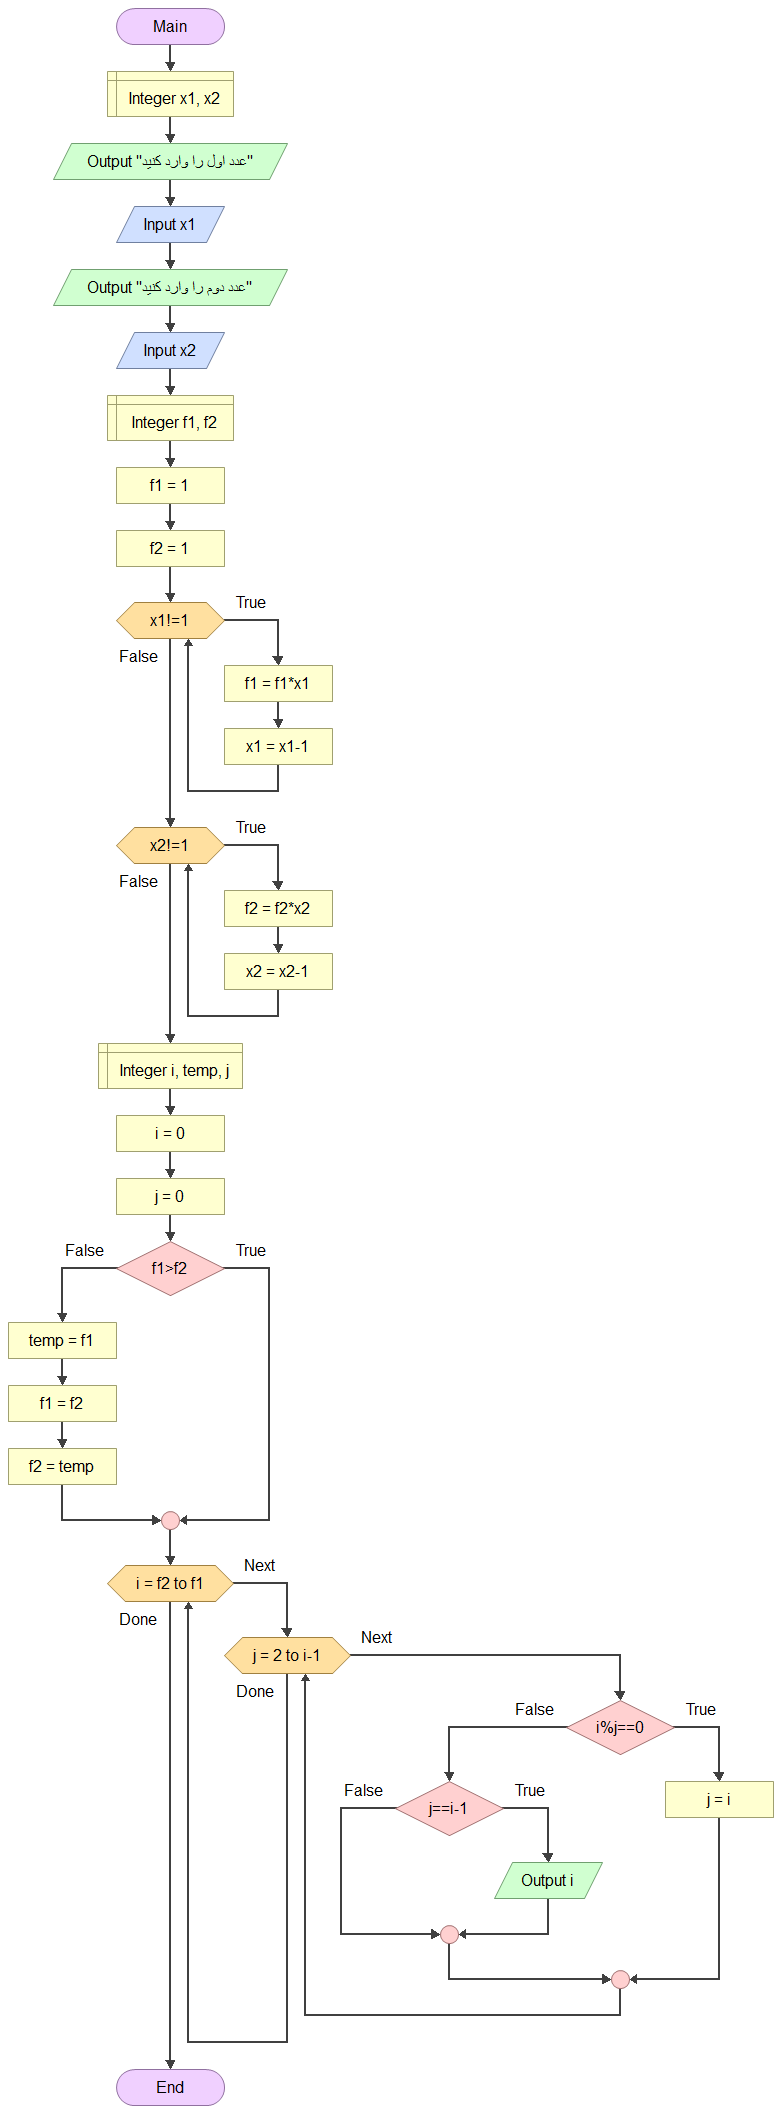 Main
Integer x1, x2
Output "عدد اول را وارد کنید"
Input x1
Output "عدد دوم را وارد کنید"
Input x2
Integer f1, f2
f1 = 1
f2 = 1
x1!=1
True
False
f1 = f1*x1
x1 = x1-1
x2!=1
True
False
f2 = f2*x2
x2 = x2-1
Integer i, temp, j
i = 0
j = 0
f1>f2
False
True
temp = f1
f1 = f2
f2 = temp
i = f2 to f1
Next
Done
j = 2 to i-1
Next
Done
i%j==0
False
True
j==i-1
False
True
j = i
Output i
End